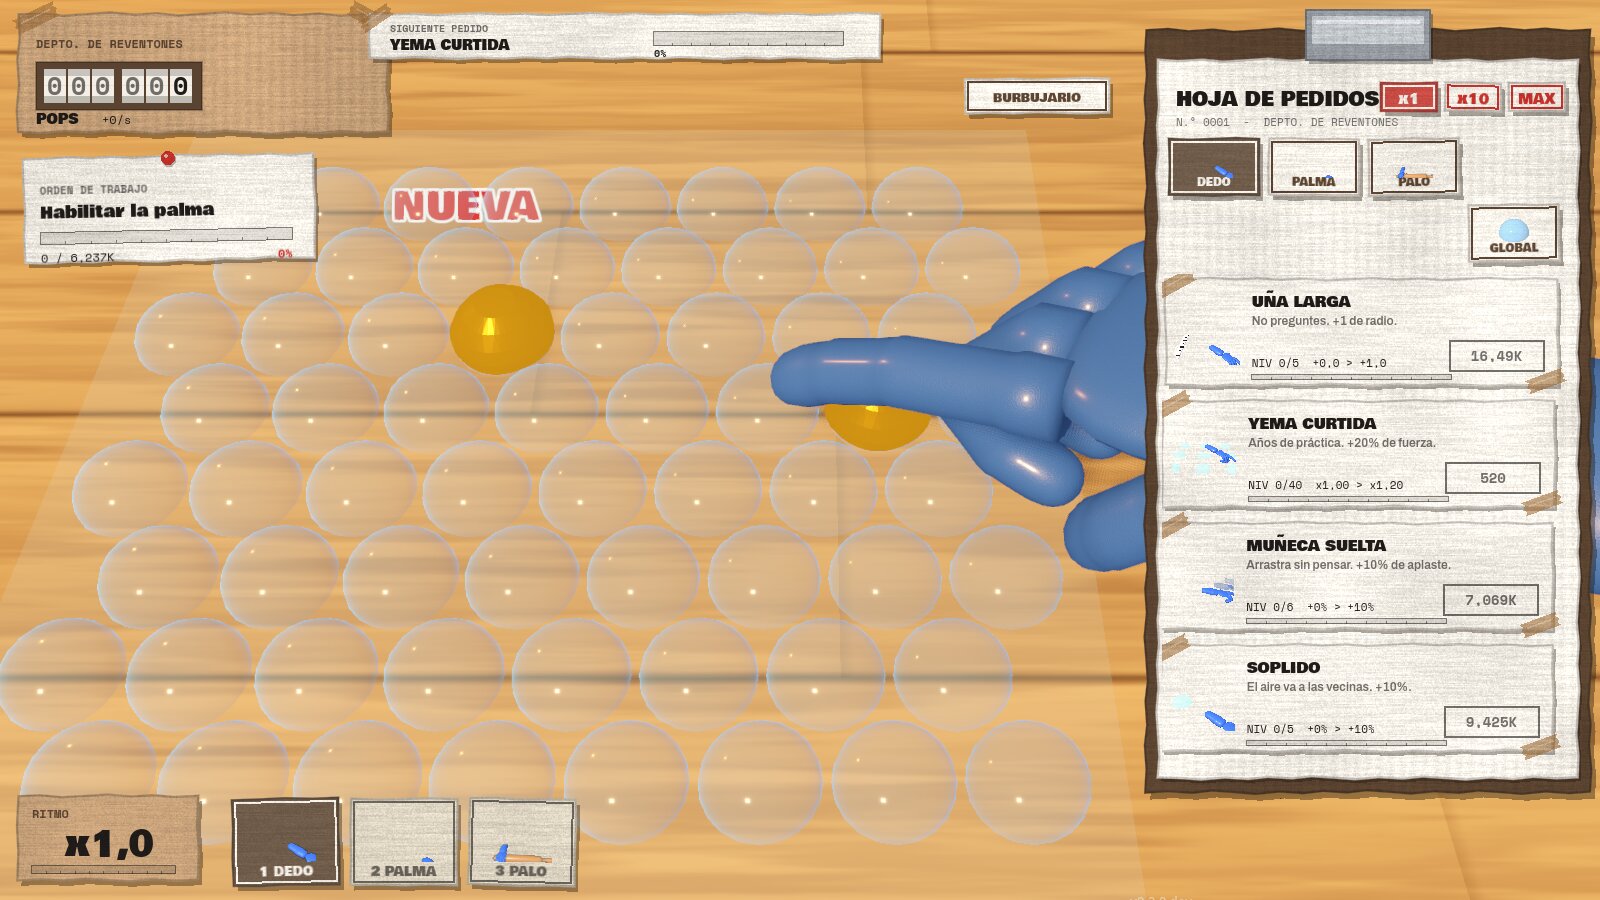 DEPTO. DE REVENTONES
000 000
POPS +0/s
SIGUIENTE PEDIDO
YEMA CURTIDA
0%
BURBUJARIO
ORDEN DE TRABAJO
Habilitar la palma
0 / 6,237K 0%
NUEVA
HOJA DE PEDIDOS x1 x10 MAX
N.° 0001 - DEPTO. DE REVENTONES
DEDO PALMA PALO
GLOBAL
UÑA LARGA
No preguntes. +1 de radio.
NIV 0/5 +0,0 > +1,0 16,49K
YEMA CURTIDA
Años de práctica. +20% de fuerza.
NIV 0/40 x1,00 > x1,20 520
MUÑECA SUELTA
Arrastra sin pensar. +10% de aplaste.
NIV 0/6 +0% > +10% 7,069K
SOPLIDO
El aire va a las vecinas. +10%.
NIV 0/5 +0% > +10% 9,425K
RITMO
x1,0
1 DEDO 2 PALMA 3 PALO